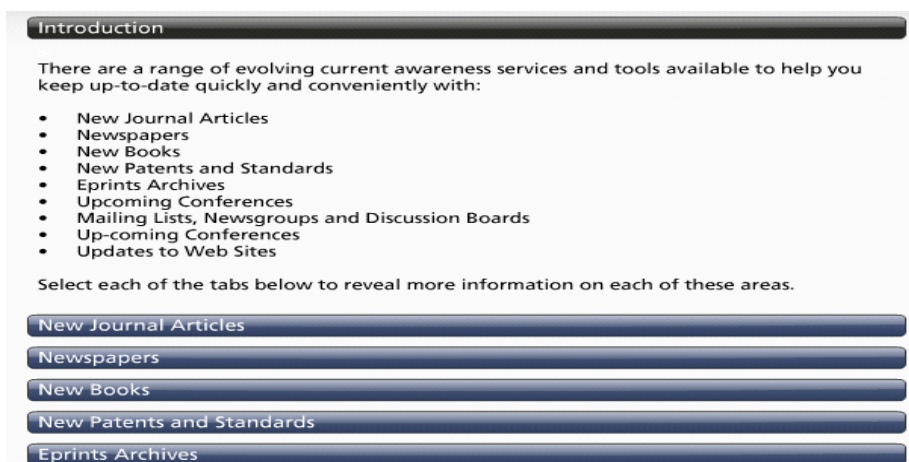 Introduction
There are a range of evolving current awareness services and tools available to help you
keep up-to-date quickly and conveniently with:
• New Journal Articles
• Newspapers
• New Books
• New Patents and Standards
• Eprints Archives
• Upcoming Conferences
• Mailing Lists, Newsgroups and Discussion Boards
• Up-coming Conferences
• Updates to Web Sites
Select each of the tabs below to reveal more information on each of these areas.
New Journal Articles
Newspapers
New Books
New Patents and Standards
Eprints Archives